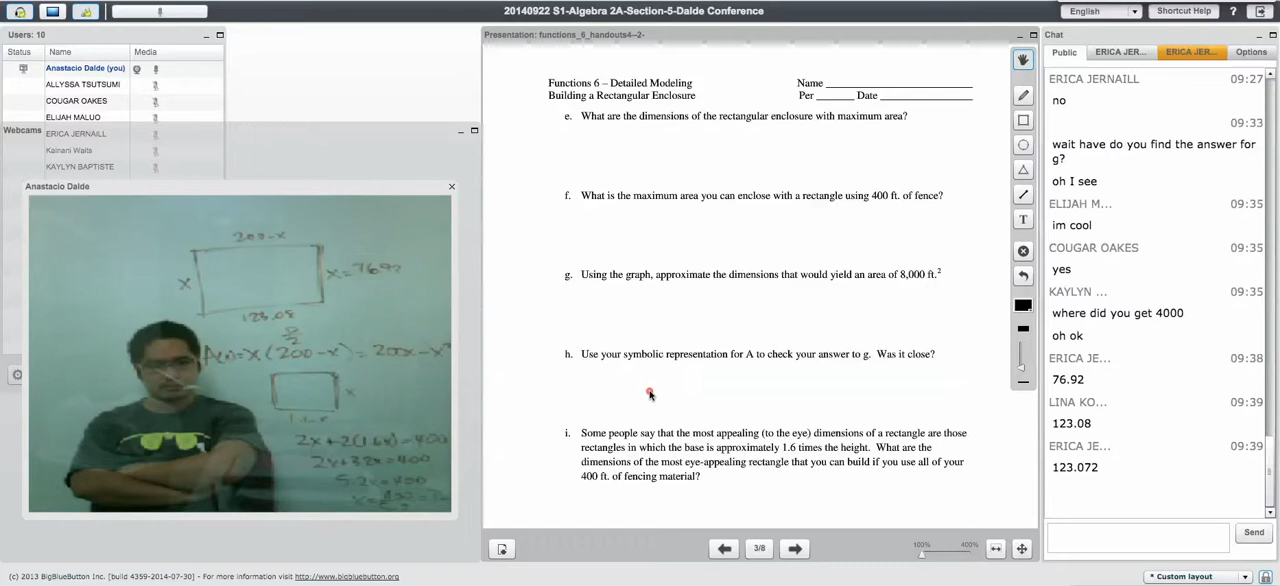 20140922 S1-Algebra 2A-Section-5-Dalde Conference
English
Shortcut Help
?
Users: 10
Status Name Media
Anastacio Dalde (you)
ALLYSSA TSUTSUMI
COUGAR OAKES
ELIJAH MALUO
ERICA JERNAILL
Kainani Waits
KAYLYN BAPTISTE
Webcams
Anastacio Dalde
200-x
x
x=76.92
123.08
A(x)=x(200-x)=200x-x²
x
2x+2(1.6x)=400
2x+3.2x=400
5.2x=400
Presentation: functions_6_handouts4--2-
Functions 6 – Detailed Modeling Name
Building a Rectangular Enclosure Per Date
e. What are the dimensions of the rectangular enclosure with maximum area?
f. What is the maximum area you can enclose with a rectangle using 400 ft. of fence?
g. Using the graph, approximate the dimensions that would yield an area of 8,000 ft.²
h. Use your symbolic representation for A to check your answer to g. Was it close?
i. Some people say that the most appealing (to the eye) dimensions of a rectangle are those
rectangles in which the base is approximately 1.6 times the height. What are the
dimensions of the most eye-appealing rectangle that you can build if you use all of your
400 ft. of fencing material?
T
3/8
100% 400%
Chat
Public ERICA JER... ERICA JER... Options
ERICA JERNAILL 09:27
no
09:33
wait have do you find the answer for
g?
oh I see
ELIJAH M... 09:35
im cool
COUGAR OAKES 09:35
yes
KAYLYN ... 09:35
where did you get 4000
oh ok
ERICA JE... 09:38
76.92
LINA KO... 09:39
123.08
ERICA JE... 09:39
123.072
Send
(c) 2013 BigBlueButton Inc. [build 4359-2014-07-30] - For more information visit http://www.bigbluebutton.org
* Custom layout